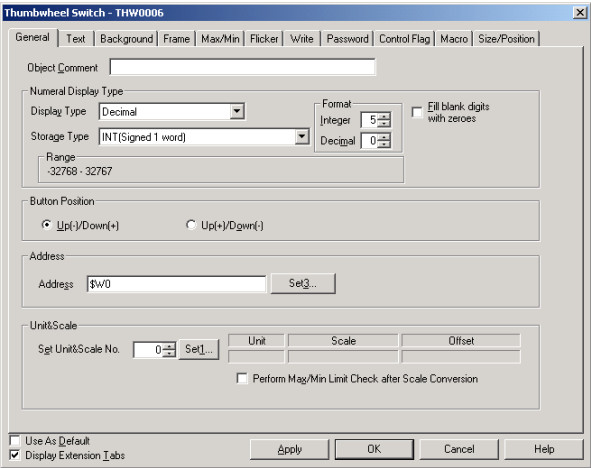 Thumbwheel Switch - THW0006
General Text Background Frame Max/Min Flicker Write Password Control Flag Macro Size/Position
Object Comment
Numeral Display Type
Display Type Decimal
Storage Type INT(Signed 1 word)
Format
Integer 5
Decimal 0
Fill blank digits
with zeroes
Range
-32768 - 32767
Button Position
Up(-)/Down(+) Up(+)/Down(-)
Address
Address $W0 Set3...
Unit&Scale
Set Unit&Scale No. 0 Set1...
Unit Scale Offset
Perform Max/Min Limit Check after Scale Conversion
Use As Default
Display Extension Tabs
Apply OK Cancel Help